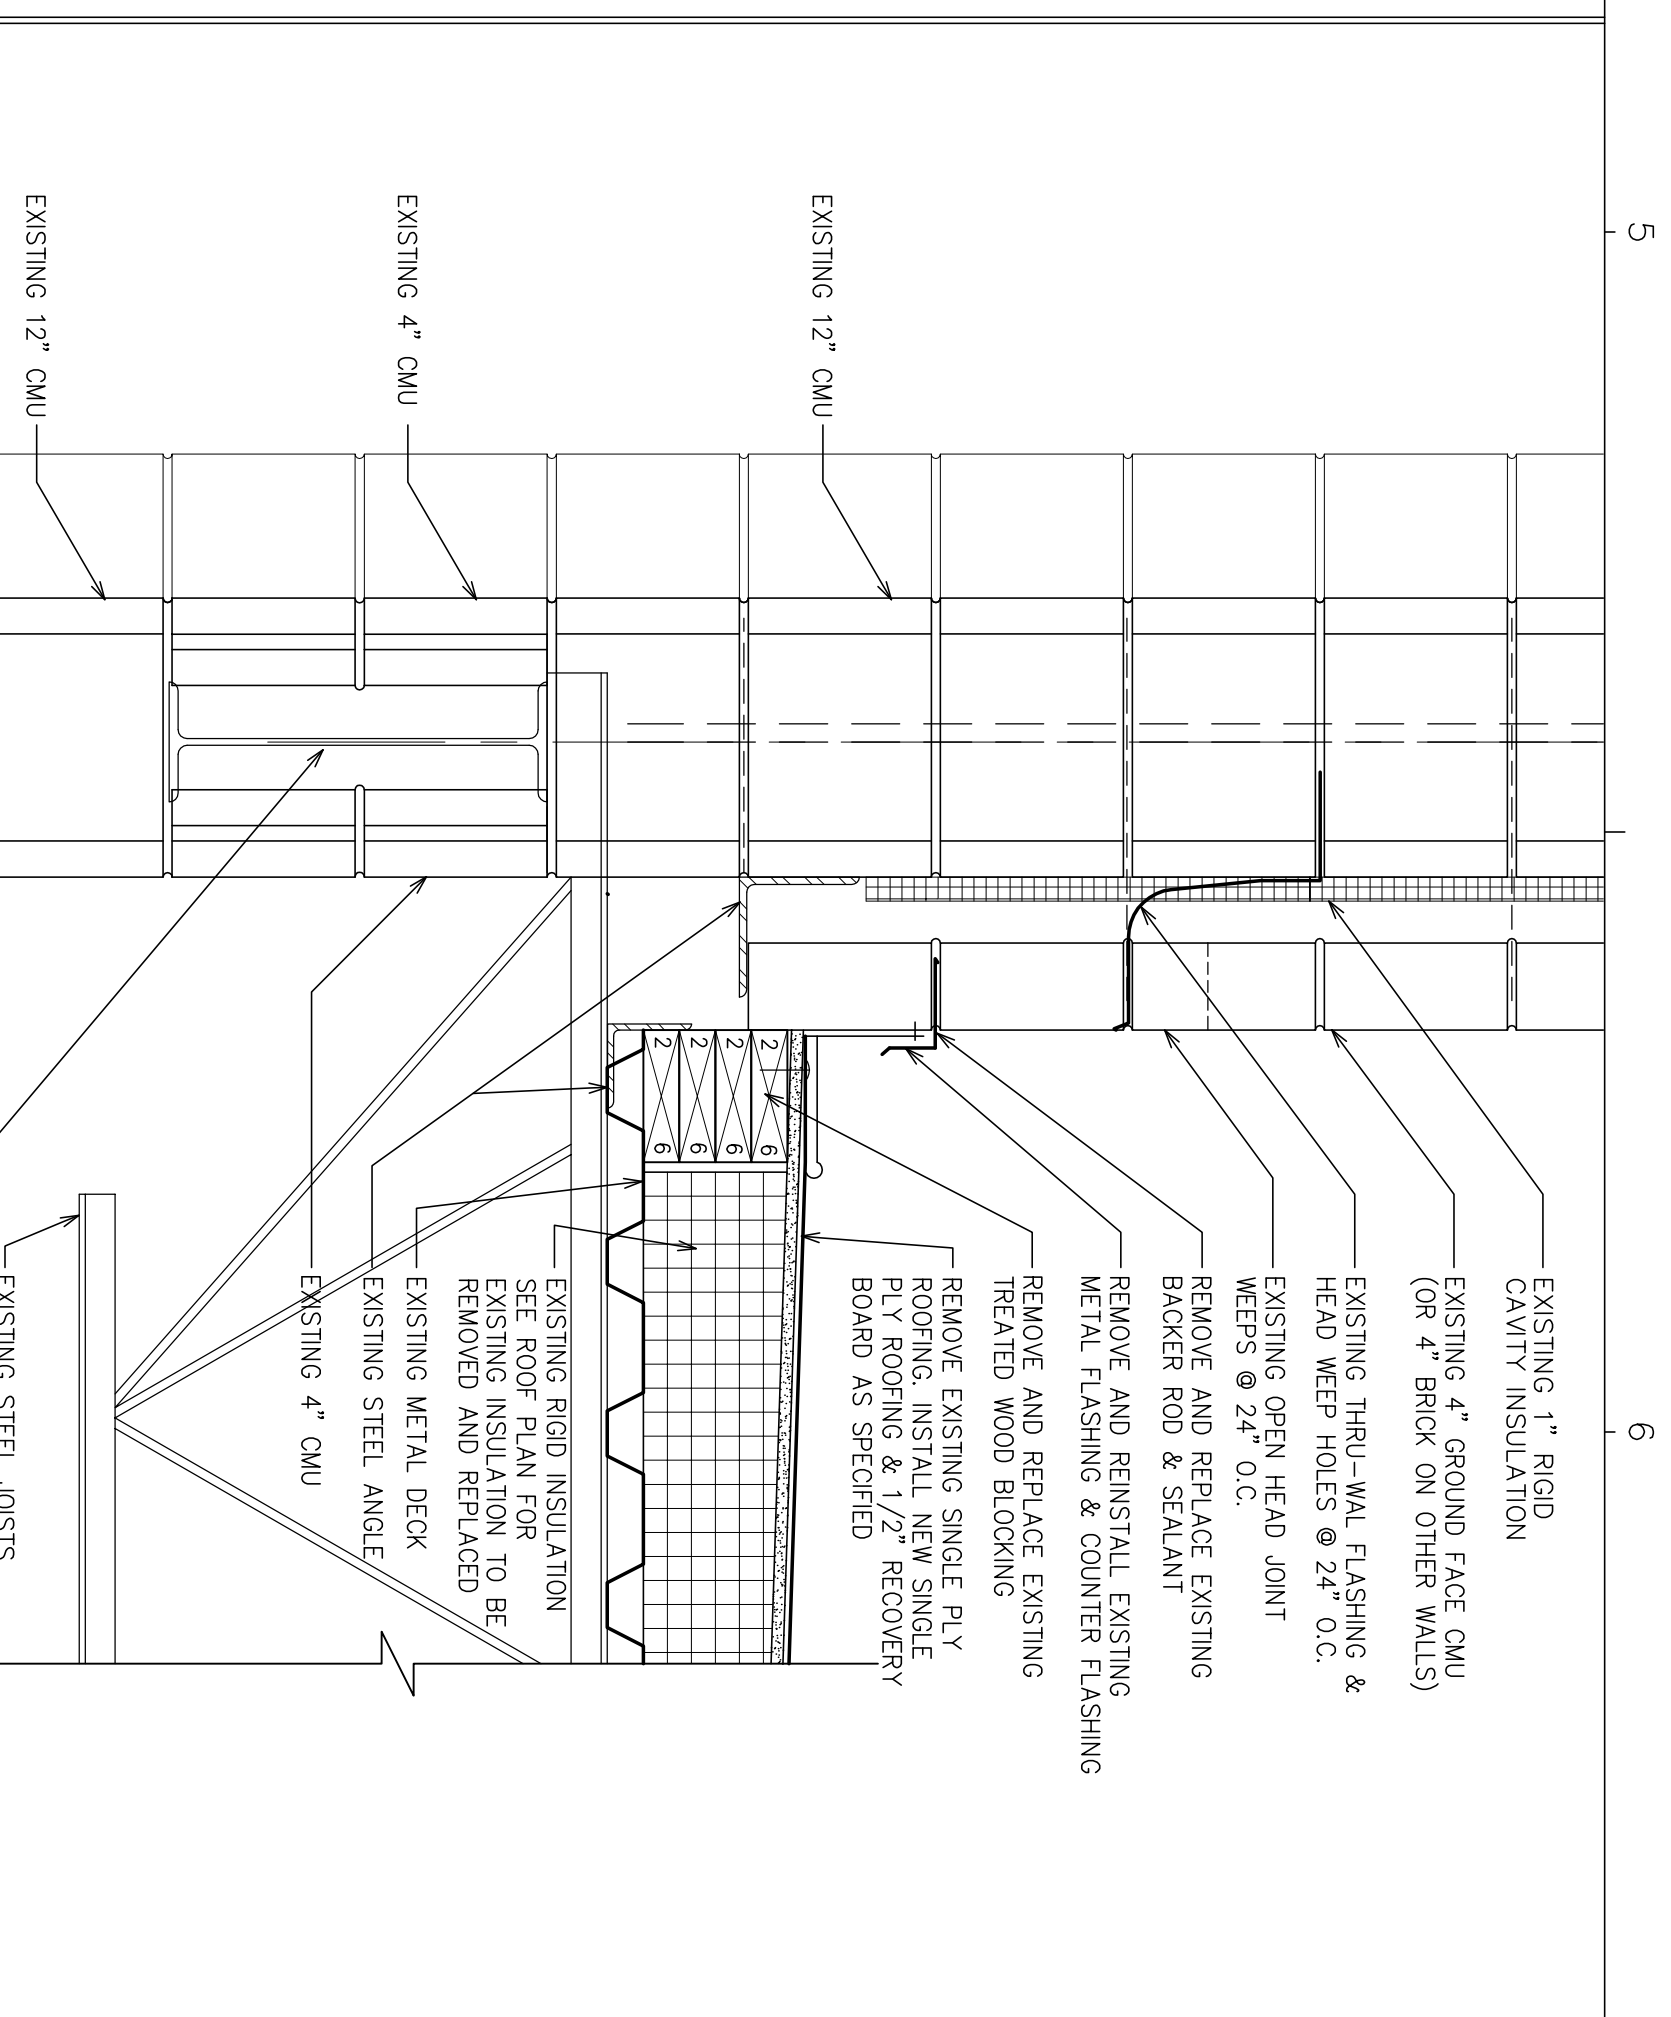 5
6
EXISTING 1" RIGID
CAVITY INSULATION
EXISTING 4" GROUND FACE CMU
(OR 4" BRICK ON OTHER WALLS)
EXISTING THRU-WAL FLASHING &
HEAD WEEP HOLES @ 24" O.C.
EXISTING OPEN HEAD JOINT
WEEPS @ 24" O.C.
REMOVE AND REPLACE EXISTING
BACKER ROD & SEALANT
REMOVE AND REINSTALL EXISTING
METAL FLASHING & COUNTER FLASHING
REMOVE AND REPLACE EXISTING
TREATED WOOD BLOCKING
REMOVE EXISTING SINGLE PLY
ROOFING. INSTALL NEW SINGLE
PLY ROOFING & 1/2" RECOVERY
BOARD AS SPECIFIED
EXISTING RIGID INSULATION
SEE ROOF PLAN FOR
EXISTING INSULATION TO BE
REMOVED AND REPLACED
EXISTING METAL DECK
EXISTING STEEL ANGLE
EXISTING 4" CMU
EXISTING STEEL JOISTS
EXISTING 12" CMU
EXISTING 4" CMU
EXISTING 12" CMU
2 6
2 6
2 6
2 6